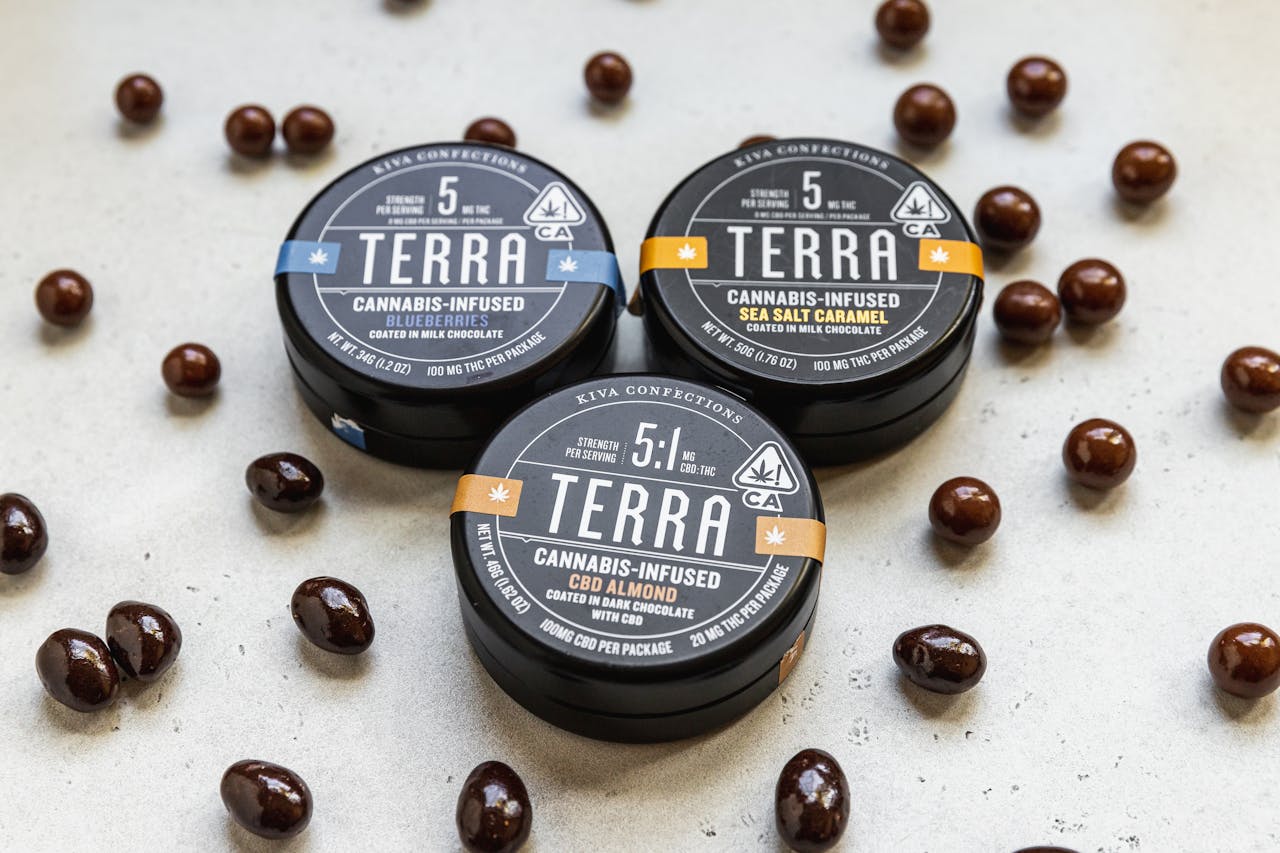 KIVA CONFECTIONS
STRENGTH
PER SERVING
5
MG THC
0 MG CBD PER SERVING / PER PACKAGE
CA
TERRA
CANNABIS-INFUSED
BLUEBERRIES
COATED IN MILK CHOCOLATE
NT. WT. 34G (1.2 OZ)
100 MG THC PER PACKAGE
KIVA CONFECTIONS
STRENGTH
PER SERVING
5
MG THC
0 MG CBD PER SERVING / PER PACKAGE
CA
TERRA
CANNABIS-INFUSED
SEA SALT CARAMEL
COATED IN MILK CHOCOLATE
NET WT. 50G (1.76 OZ)
100 MG THC PER PACKAGE
KIVA CONFECTIONS
STRENGTH
PER SERVING
5:1
MG
CBD:THC
!
CA
TERRA
CANNABIS-INFUSED
CBD ALMOND
COATED IN DARK CHOCOLATE
WITH CBD
NET WT. 46G (1.62 OZ)
100MG CBD PER PACKAGE
20 MG THC PER PACKAGE